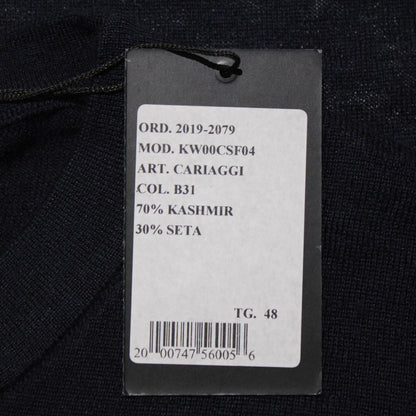 ORD. 2019-2079
MOD. KW00CSF04
ART. CARIAGGI
COL. B31
70% KASHMIR
30% SETA
TG. 48
20 00747 56005 6